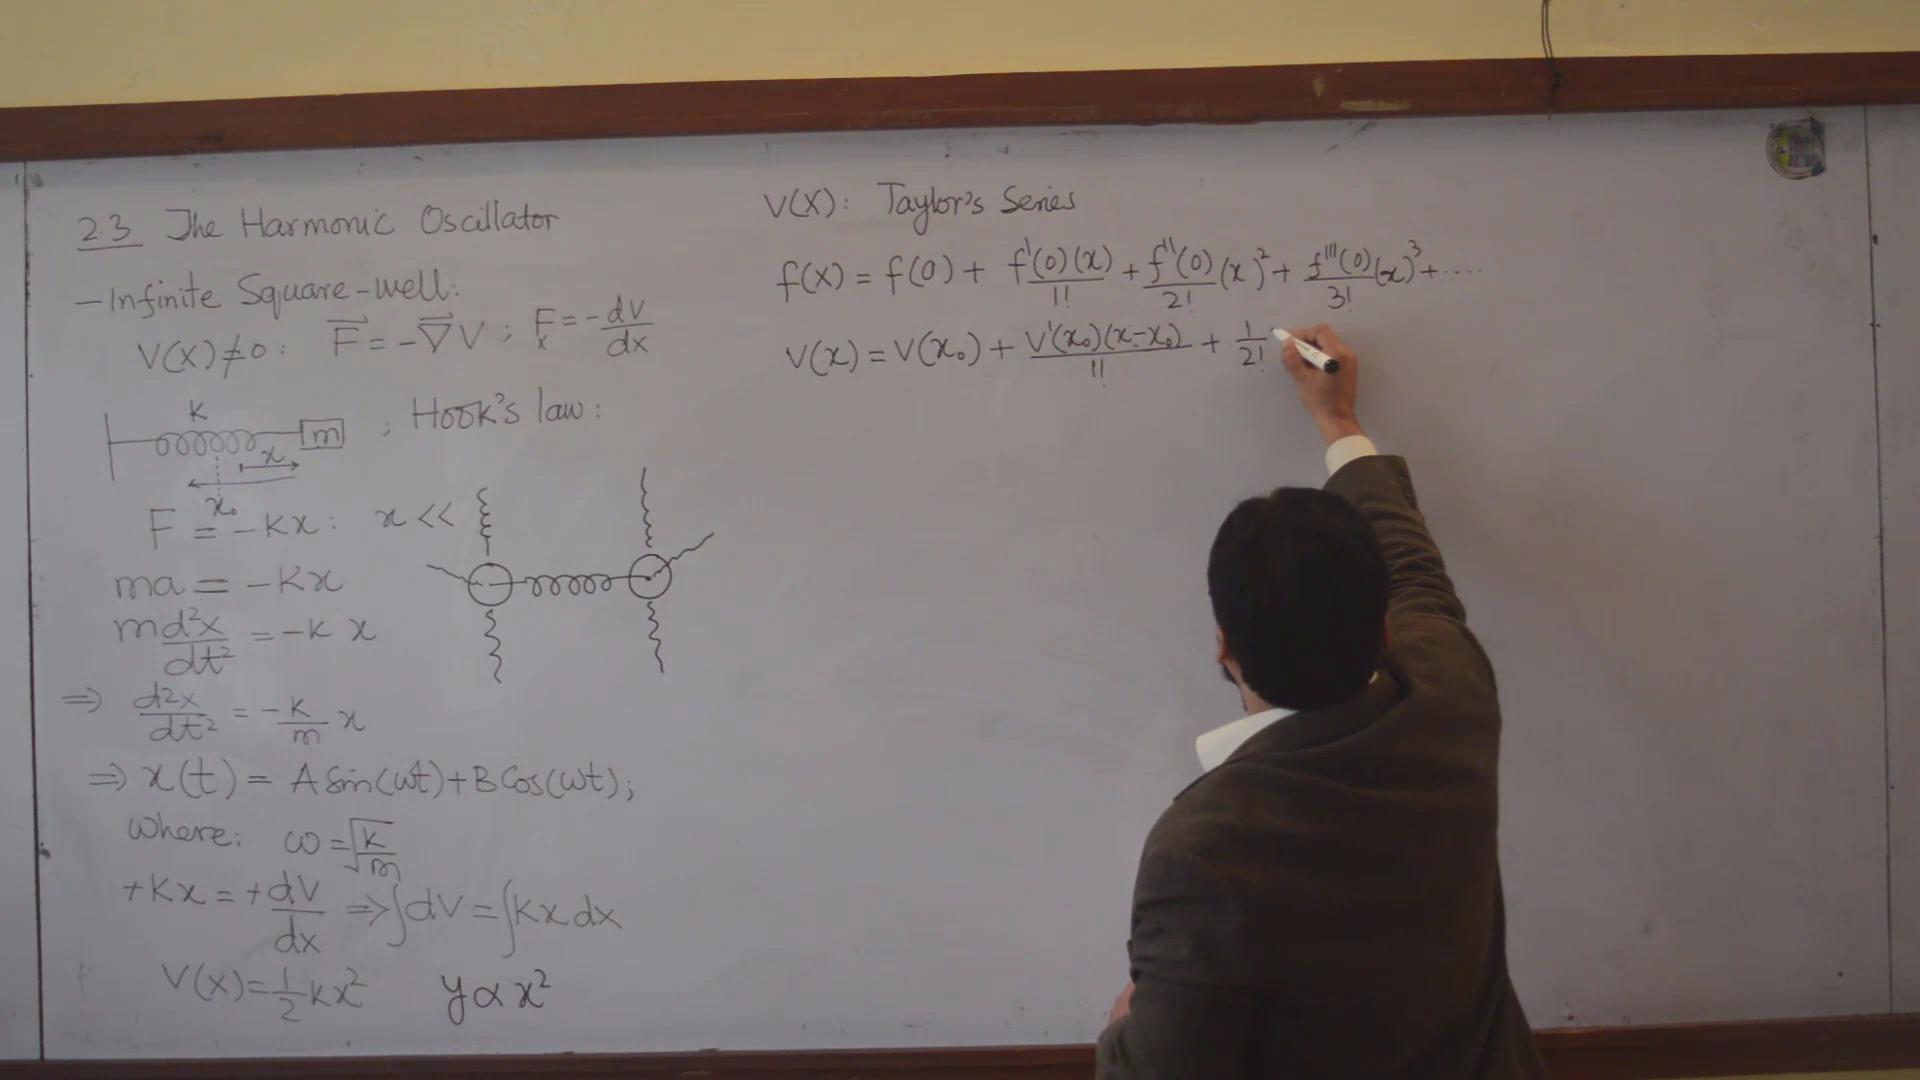 2.3 The Harmonic Oscillator
- Infinite Square-well:
V(x) ≠ 0 : F⃗ = -∇⃗V ; Fₓ = -dV/dx
K
m
; Hook's law:
x
x₀
F = -Kx : x <<
ma = -Kx
m d²x/dt² = -K x
⇒ d²x/dt² = -K/m x
⇒ x(t) = A Sin(ωt) + B Cos(ωt);
Where: ω = √(K/m)
+Kx = +dV/dx ⇒ ∫dV = ∫Kx dx
V(x) = 1/2 Kx² y ∝ x²
V(x): Taylor's Series
f(x) = f(0) + f'(0)(x)/1! + f''(0)/2! (x)² + f'''(0)/3! (x)³ + ....
V(x) = V(x₀) + V'(x₀)(x-x₀)/1! + 1/2!